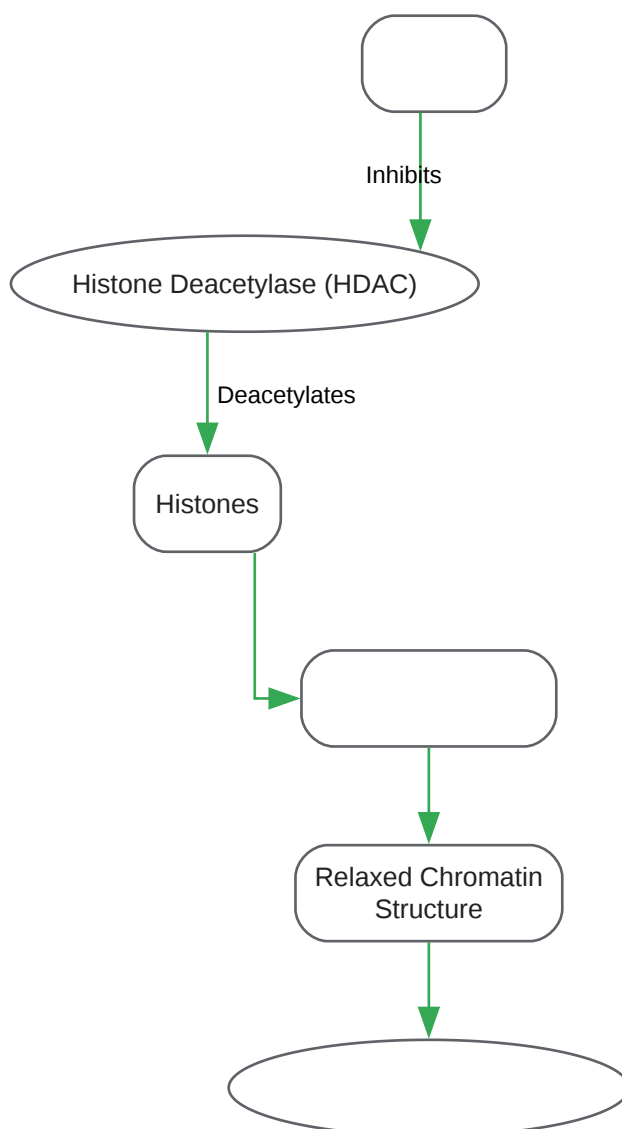 Inhibits
Histone Deacetylase (HDAC)
Deacetylates
Histones
Relaxed Chromatin
Structure